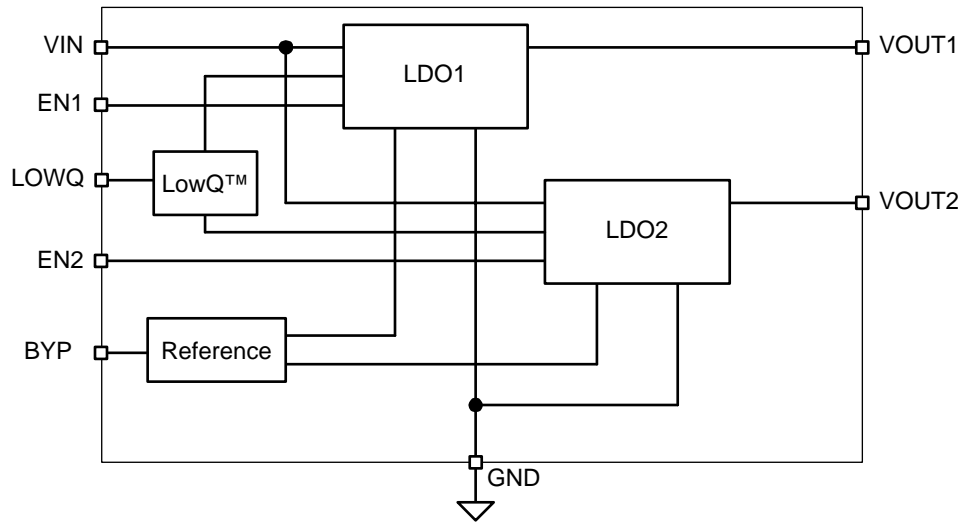 VIN
VOUT1
LDO1
EN1
LOWQ
LowQ™
VOUT2
LDO2
EN2
BYP
Reference
GND